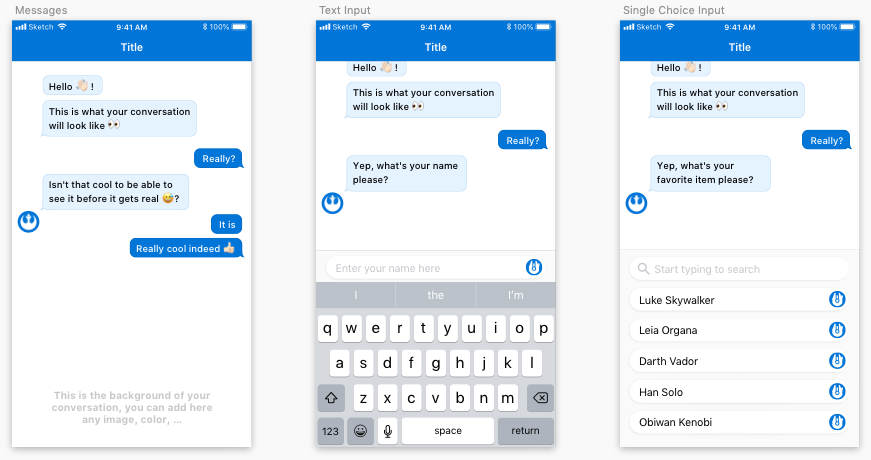 Messages
Sketch 9:41 AM 100%
Title
Hello 👋🏻 !
This is what your conversation
will look like 👀
Really?
Isn't that cool to be able to
see it before it gets real 😅?
It is
Really cool indeed 👍🏻
This is the background of your
conversation, you can add here
any image, color, ...
Text Input
Sketch 9:41 AM 100%
Title
Hello 👋🏻 !
This is what your conversation
will look like 👀
Really?
Yep, what's your name
please?
Enter your name here
I the I'm
q w e r t y u i o p
a s d f g h j k l
z x c v b n m
123 space return
Single Choice Input
Sketch 9:41 AM 100%
Title
Hello 👋🏻 !
This is what your conversation
will look like 👀
Really?
Yep, what's your
favorite item please?
Start typing to search
Luke Skywalker
Leia Organa
Darth Vador
Han Solo
Obiwan Kenobi